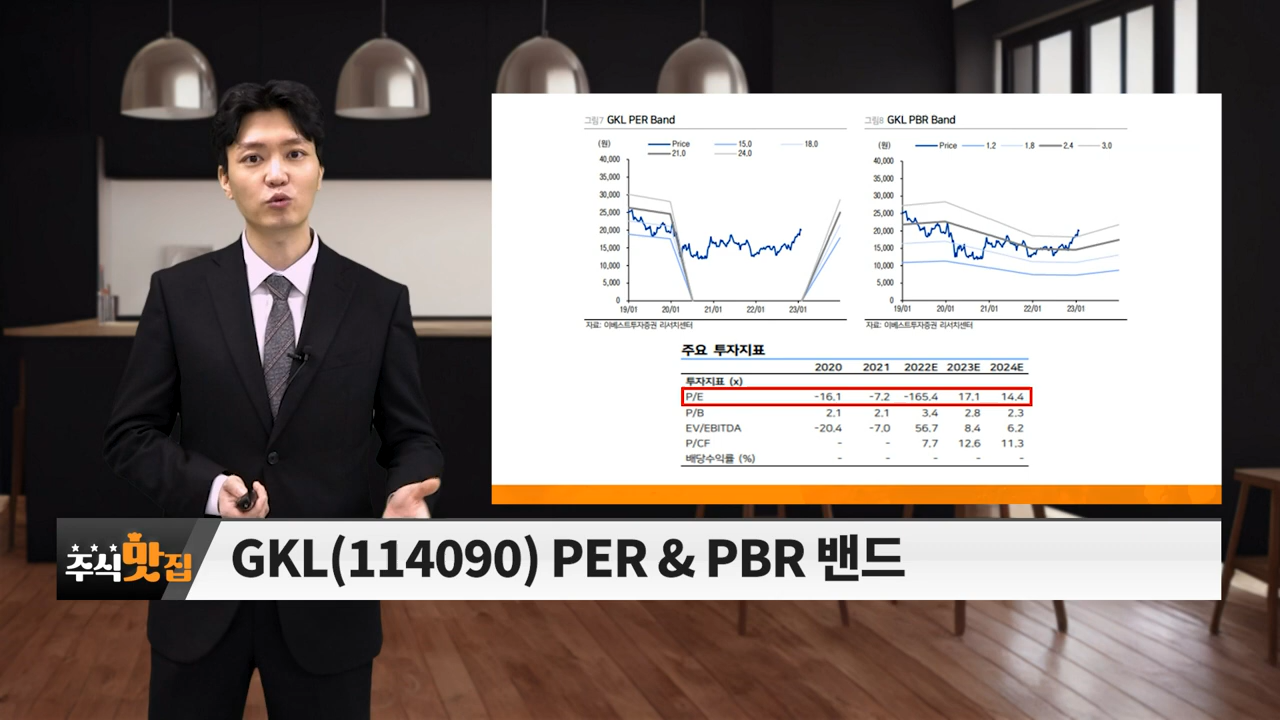 그림7 GKL PER Band
(원)
Price 15.0 18.0
21.0 24.0
40,000
35,000
30,000
25,000
20,000
15,000
10,000
5,000
0
19/01 20/01 21/01 22/01 23/01
자료: 이베스트투자증권 리서치센터
그림8 GKL PBR Band
(원)
Price 1.2 1.8 2.4 3.0
40,000
35,000
30,000
25,000
20,000
15,000
10,000
5,000
0
19/01 20/01 21/01 22/01 23/01
자료: 이베스트투자증권 리서치센터
주요 투자지표
2020 2021 2022E 2023E 2024E
투자지표 (x)
P/E -16.1 -7.2 -165.4 17.1 14.4
P/B 2.1 2.1 3.4 2.8 2.3
EV/EBITDA -20.4 -7.0 56.7 8.4 6.2
P/CF - - 7.7 12.6 11.3
배당수익률 (%) - - - - -
주식맛집
GKL(114090) PER & PBR 밴드